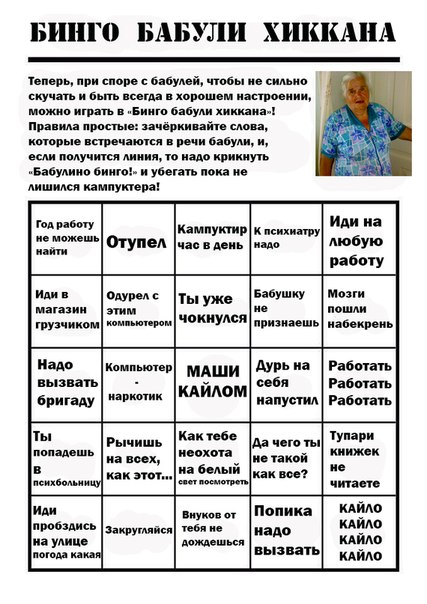 БИНГО БАБУЛИ ХИККАНА
Теперь, при споре с бабулей, чтобы не сильно
скучать и быть всегда в хорошем настроении,
можно играть в «Бинго бабули хиккана»!
Правила простые: зачёркивайте слова,
которые встречаются в речи бабули, и,
если получится линия, то надо крикнуть
«Бабулино бинго!» и убегать пока не
лишился кампуктера!
Год работу
не можешь
найти
Отупел
Кампуктир
час в день
К психиатру
надо
Иди на
любую
работу
Иди в
магазин
грузчиком
Одурел с
этим
компьютером
Ты уже
чокнулся
Бабушку
не
признаешь
Мозги
пошли
набекрень
Надо
вызвать
бригаду
Компьютер
-
наркотик
МАШИ
КАЙЛОМ
Дурь на
себя
напустил
Работать
Работать
Работать
Ты
попадешь
в
психбольницу
Рычишь
на всех,
как этот...
Как тебе
неохота
на белый
свет посмотреть
Да чего ты
не такой
как все?
Тупари
книжек
не
читаете
Иди
пробздись
на улице
погода какая
Закругляйся
Внуков от
тебя не
дождешься
Попика
надо
вызвать
КАЙЛО
КАЙЛО
КАЙЛО
КАЙЛО